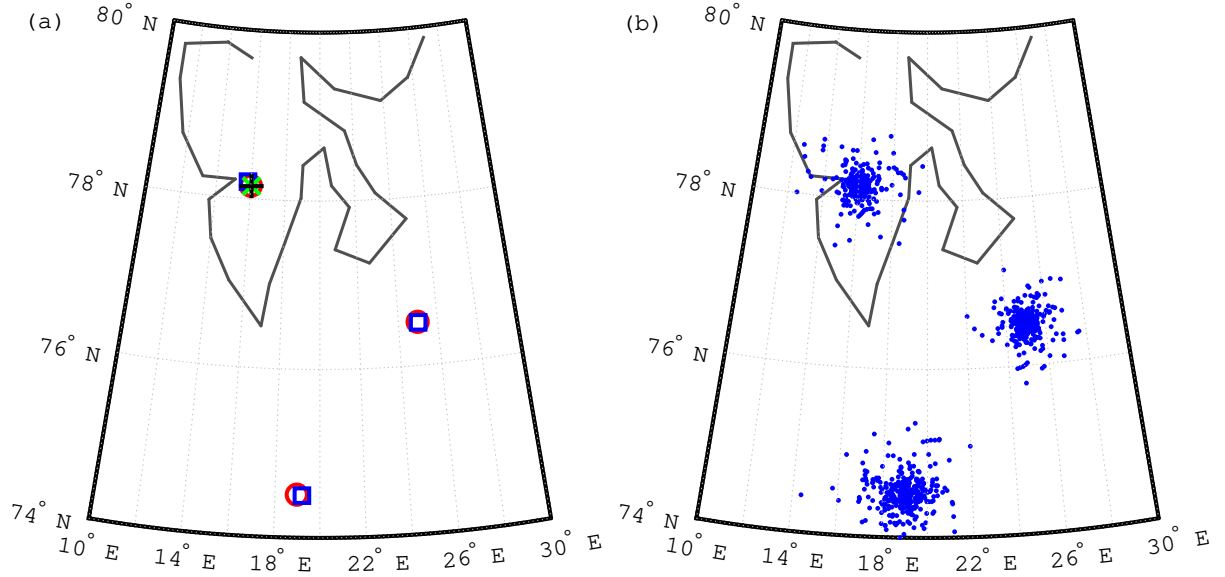 (a)
80° N
78° N
76° N
74° N
10° E
14° E
18° E
22° E
26° E
30° E
(b)
80° N
78° N
76° N
74° N
10° E
14° E
18° E
22° E
26° E
30° E